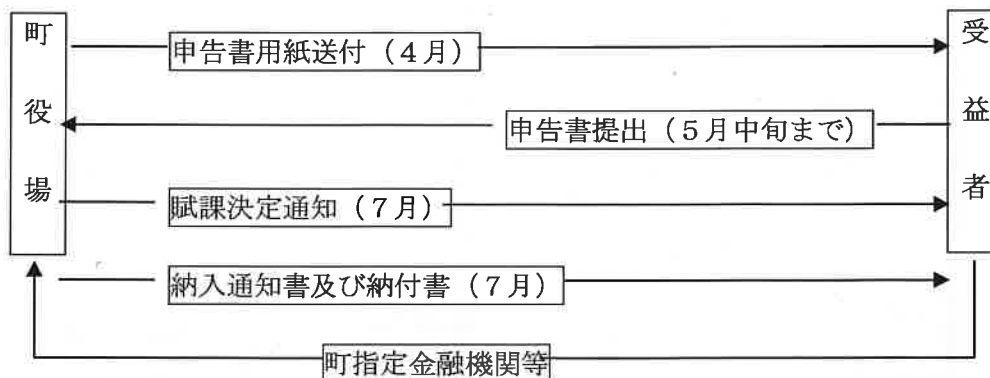 町役場
受益者
申告書用紙送付（４月）
申告書提出（５月中旬まで）
賦課決定通知（７月）
納入通知書及び納付書（７月）
町指定金融機関等